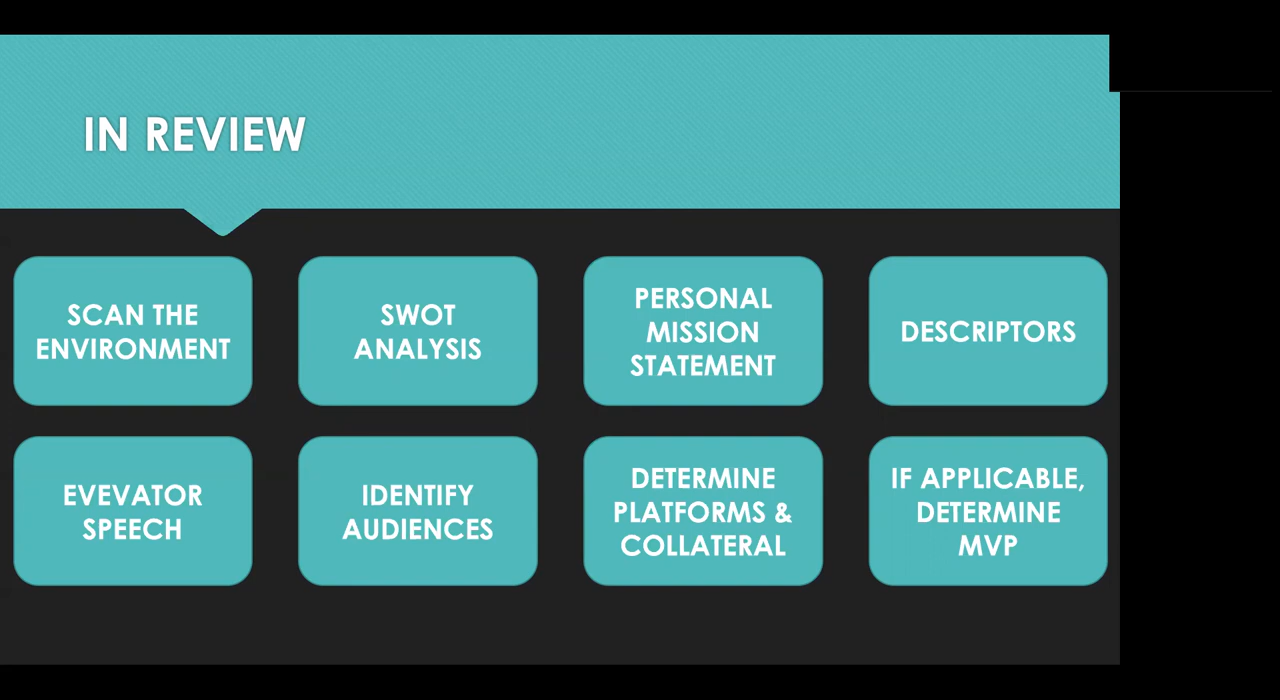 IN REVIEW
SCAN THE
ENVIRONMENT
SWOT
ANALYSIS
PERSONAL
MISSION
STATEMENT
DESCRIPTORS
EVEVATOR
SPEECH
IDENTIFY
AUDIENCES
DETERMINE
PLATFORMS &
COLLATERAL
IF APPLICABLE,
DETERMINE
MVP